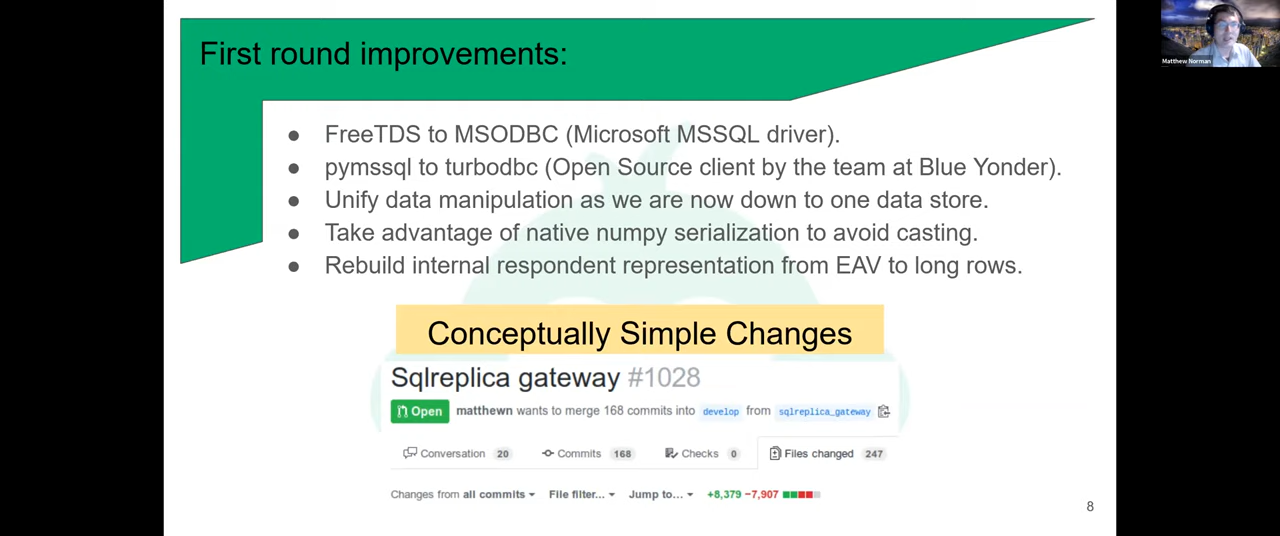 First round improvements:
● FreeTDS to MSODBC (Microsoft MSSQL driver).
● pymssql to turbodbc (Open Source client by the team at Blue Yonder).
● Unify data manipulation as we are now down to one data store.
● Take advantage of native numpy serialization to avoid casting.
● Rebuild internal respondent representation from EAV to long rows.
Conceptually Simple Changes
Sqlreplica gateway #1028
Open matthewn wants to merge 168 commits into develop from sqlreplica_gateway
Conversation 20 Commits 168 Checks 0 Files changed 247
Changes from all commits File filter... Jump to... +8,379 −7,907
8
Matthew Norman